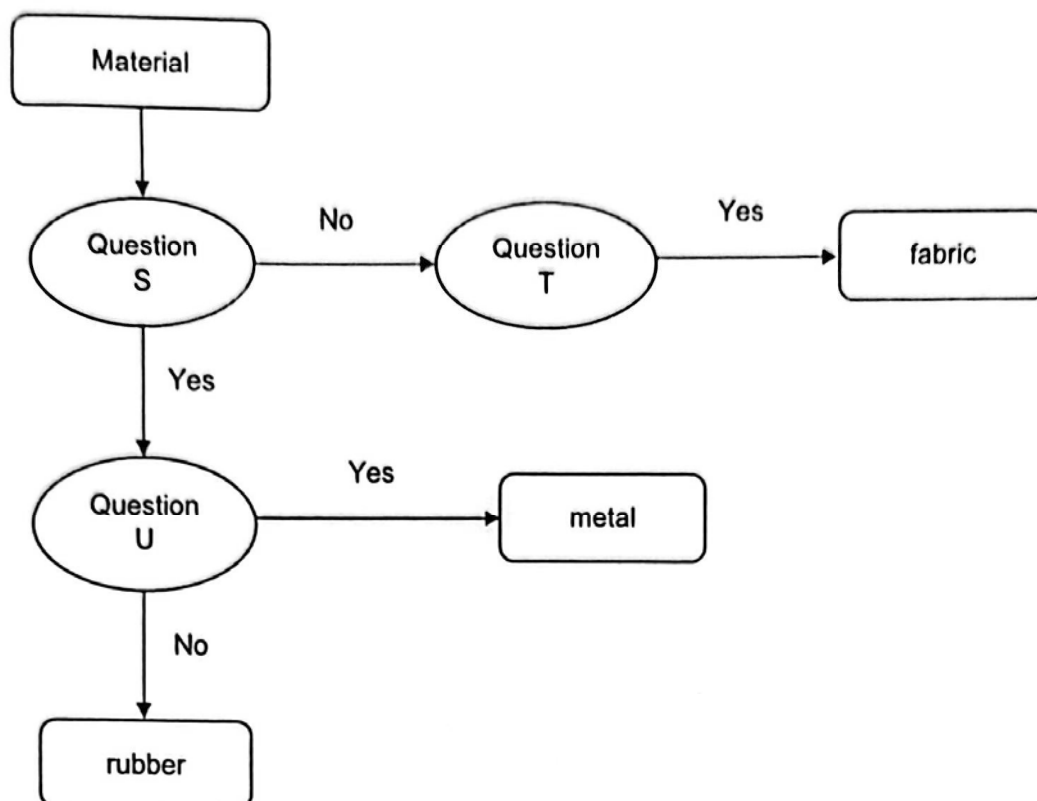 Material
Question
S
No
Question
T
Yes
fabric
Yes
Question
U
Yes
metal
No
rubber